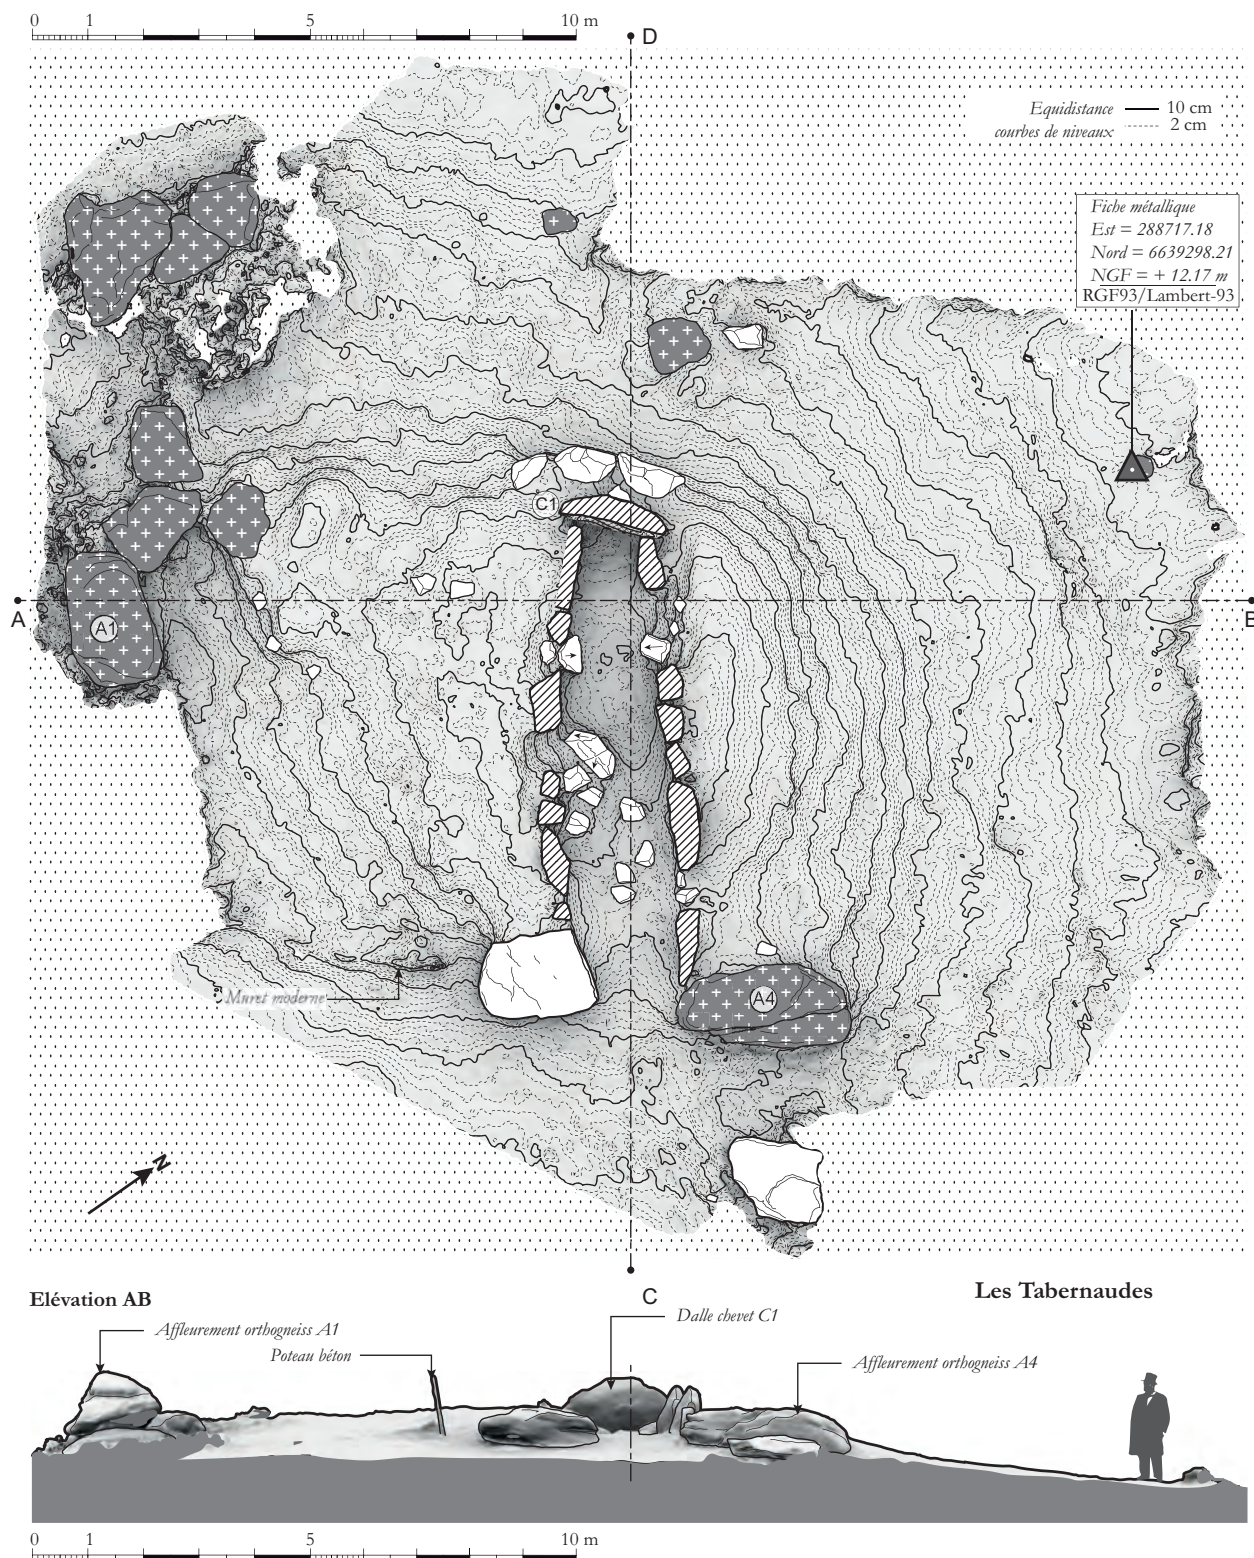 0 1 5 10 m
D
Equidistance 10 cm
courbes de niveaux 2 cm
Fiche métallique
Est = 288717.18
Nord = 6639298.21
NGF = + 12.17 m
RGF93/Lambert-93
C1
A
B
A1
Muret moderne
A4
N
C
Les Tabernaudes
Elévation AB
Dalle chevet C1
Affleurement orthogneiss A1
Poteau béton
Affleurement orthogneiss A4
0 1 5 10 m